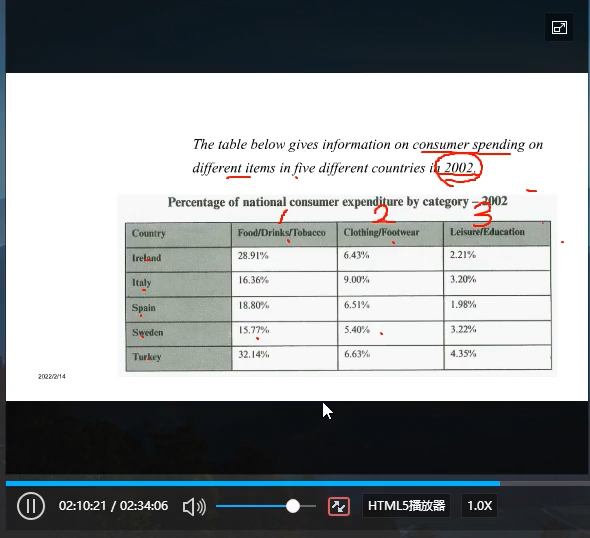 The table below gives information on consumer spending on
different items in five different countries in 2002.
Percentage of national consumer expenditure by category – 2002
1 2 3
Country Food/Drinks/Tobacco Clothing/Footwear Leisure/Education
Ireland 28.91% 6.43% 2.21%
Italy 16.36% 9.00% 3.20%
Spain 18.80% 6.51% 1.98%
Sweden 15.77% 5.40% 3.22%
Turkey 32.14% 6.63% 4.35%
2022/2/14
02:10:21 / 02:34:06 HTML5播放器 1.0X